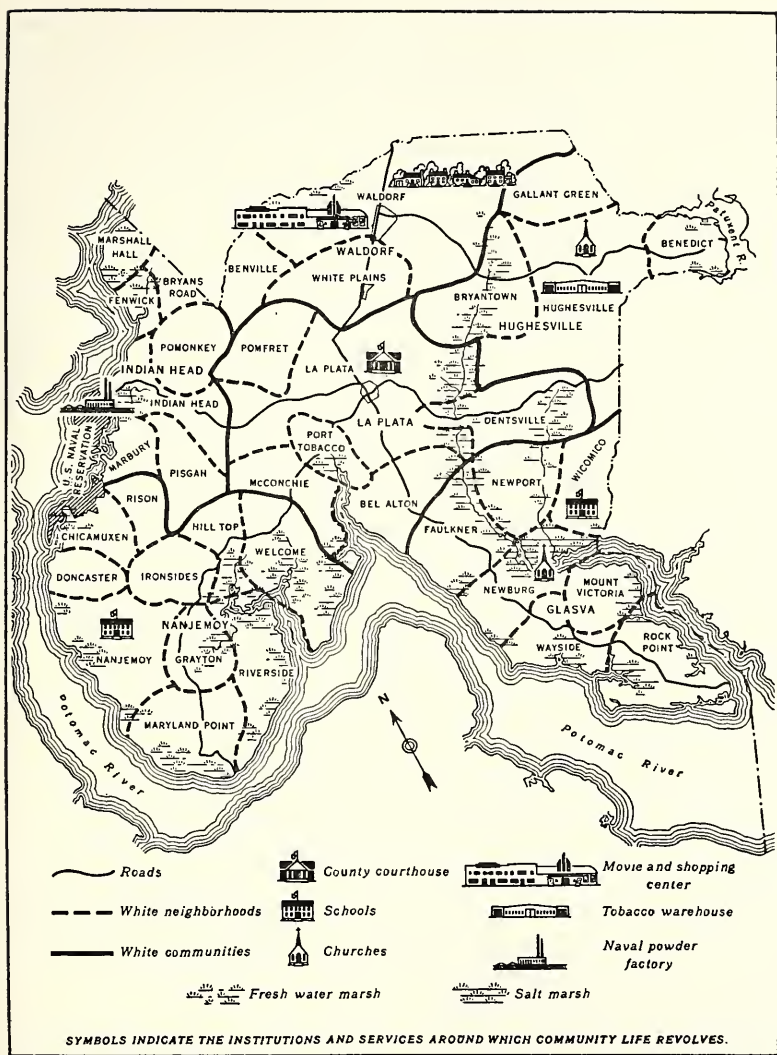 WALDORF
GALLANT GREEN
Patuxent R.
MARSHALL
HALL
BENEDICT
WALDORF
BENVILLE
WHITE PLAINS
BRYANS
ROAD
FENWICK
BRYANTOWN
HUGHESVILLE
HUGHESVILLE
POMONKEY
POMFRET
INDIAN HEAD
LA PLATA
INDIAN HEAD
LA PLATA
DENTSVILLE
U.S. NAVAL
RESERVATION
MARBURY
PORT
TOBACCO
PISGAH
McCONCHIE
NEWPORT
WICOMICO
RISON
BEL ALTON
HILL TOP
FAULKNER
CHICAMUXEN
WELCOME
DONCASTER
IRONSIDES
NEWBURG
MOUNT
VICTORIA
GLASVA
NANJEMOY
ROCK
POINT
NANJEMOY
GRAYTON
WAYSIDE
RIVERSIDE
MARYLAND POINT
N
Potomac River
Potomac River
Roads
County courthouse
Movie and shopping
center
White neighborhoods
Schools
Tobacco warehouse
White communities
Churches
Naval powder
factory
Fresh water marsh
Salt marsh
SYMBOLS INDICATE THE INSTITUTIONS AND SERVICES AROUND WHICH COMMUNITY LIFE REVOLVES.